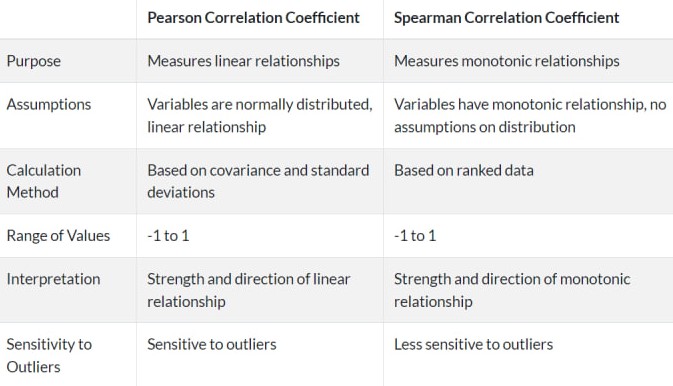 Pearson Correlation Coefficient Spearman Correlation Coefficient
Purpose Measures linear relationships Measures monotonic relationships
Assumptions Variables are normally distributed, Variables have monotonic relationship, no
linear relationship assumptions on distribution
Calculation Based on covariance and standard Based on ranked data
Method deviations
Range of Values -1 to 1 -1 to 1
Interpretation Strength and direction of linear Strength and direction of monotonic
relationship relationship
Sensitivity to Sensitive to outliers Less sensitive to outliers
Outliers